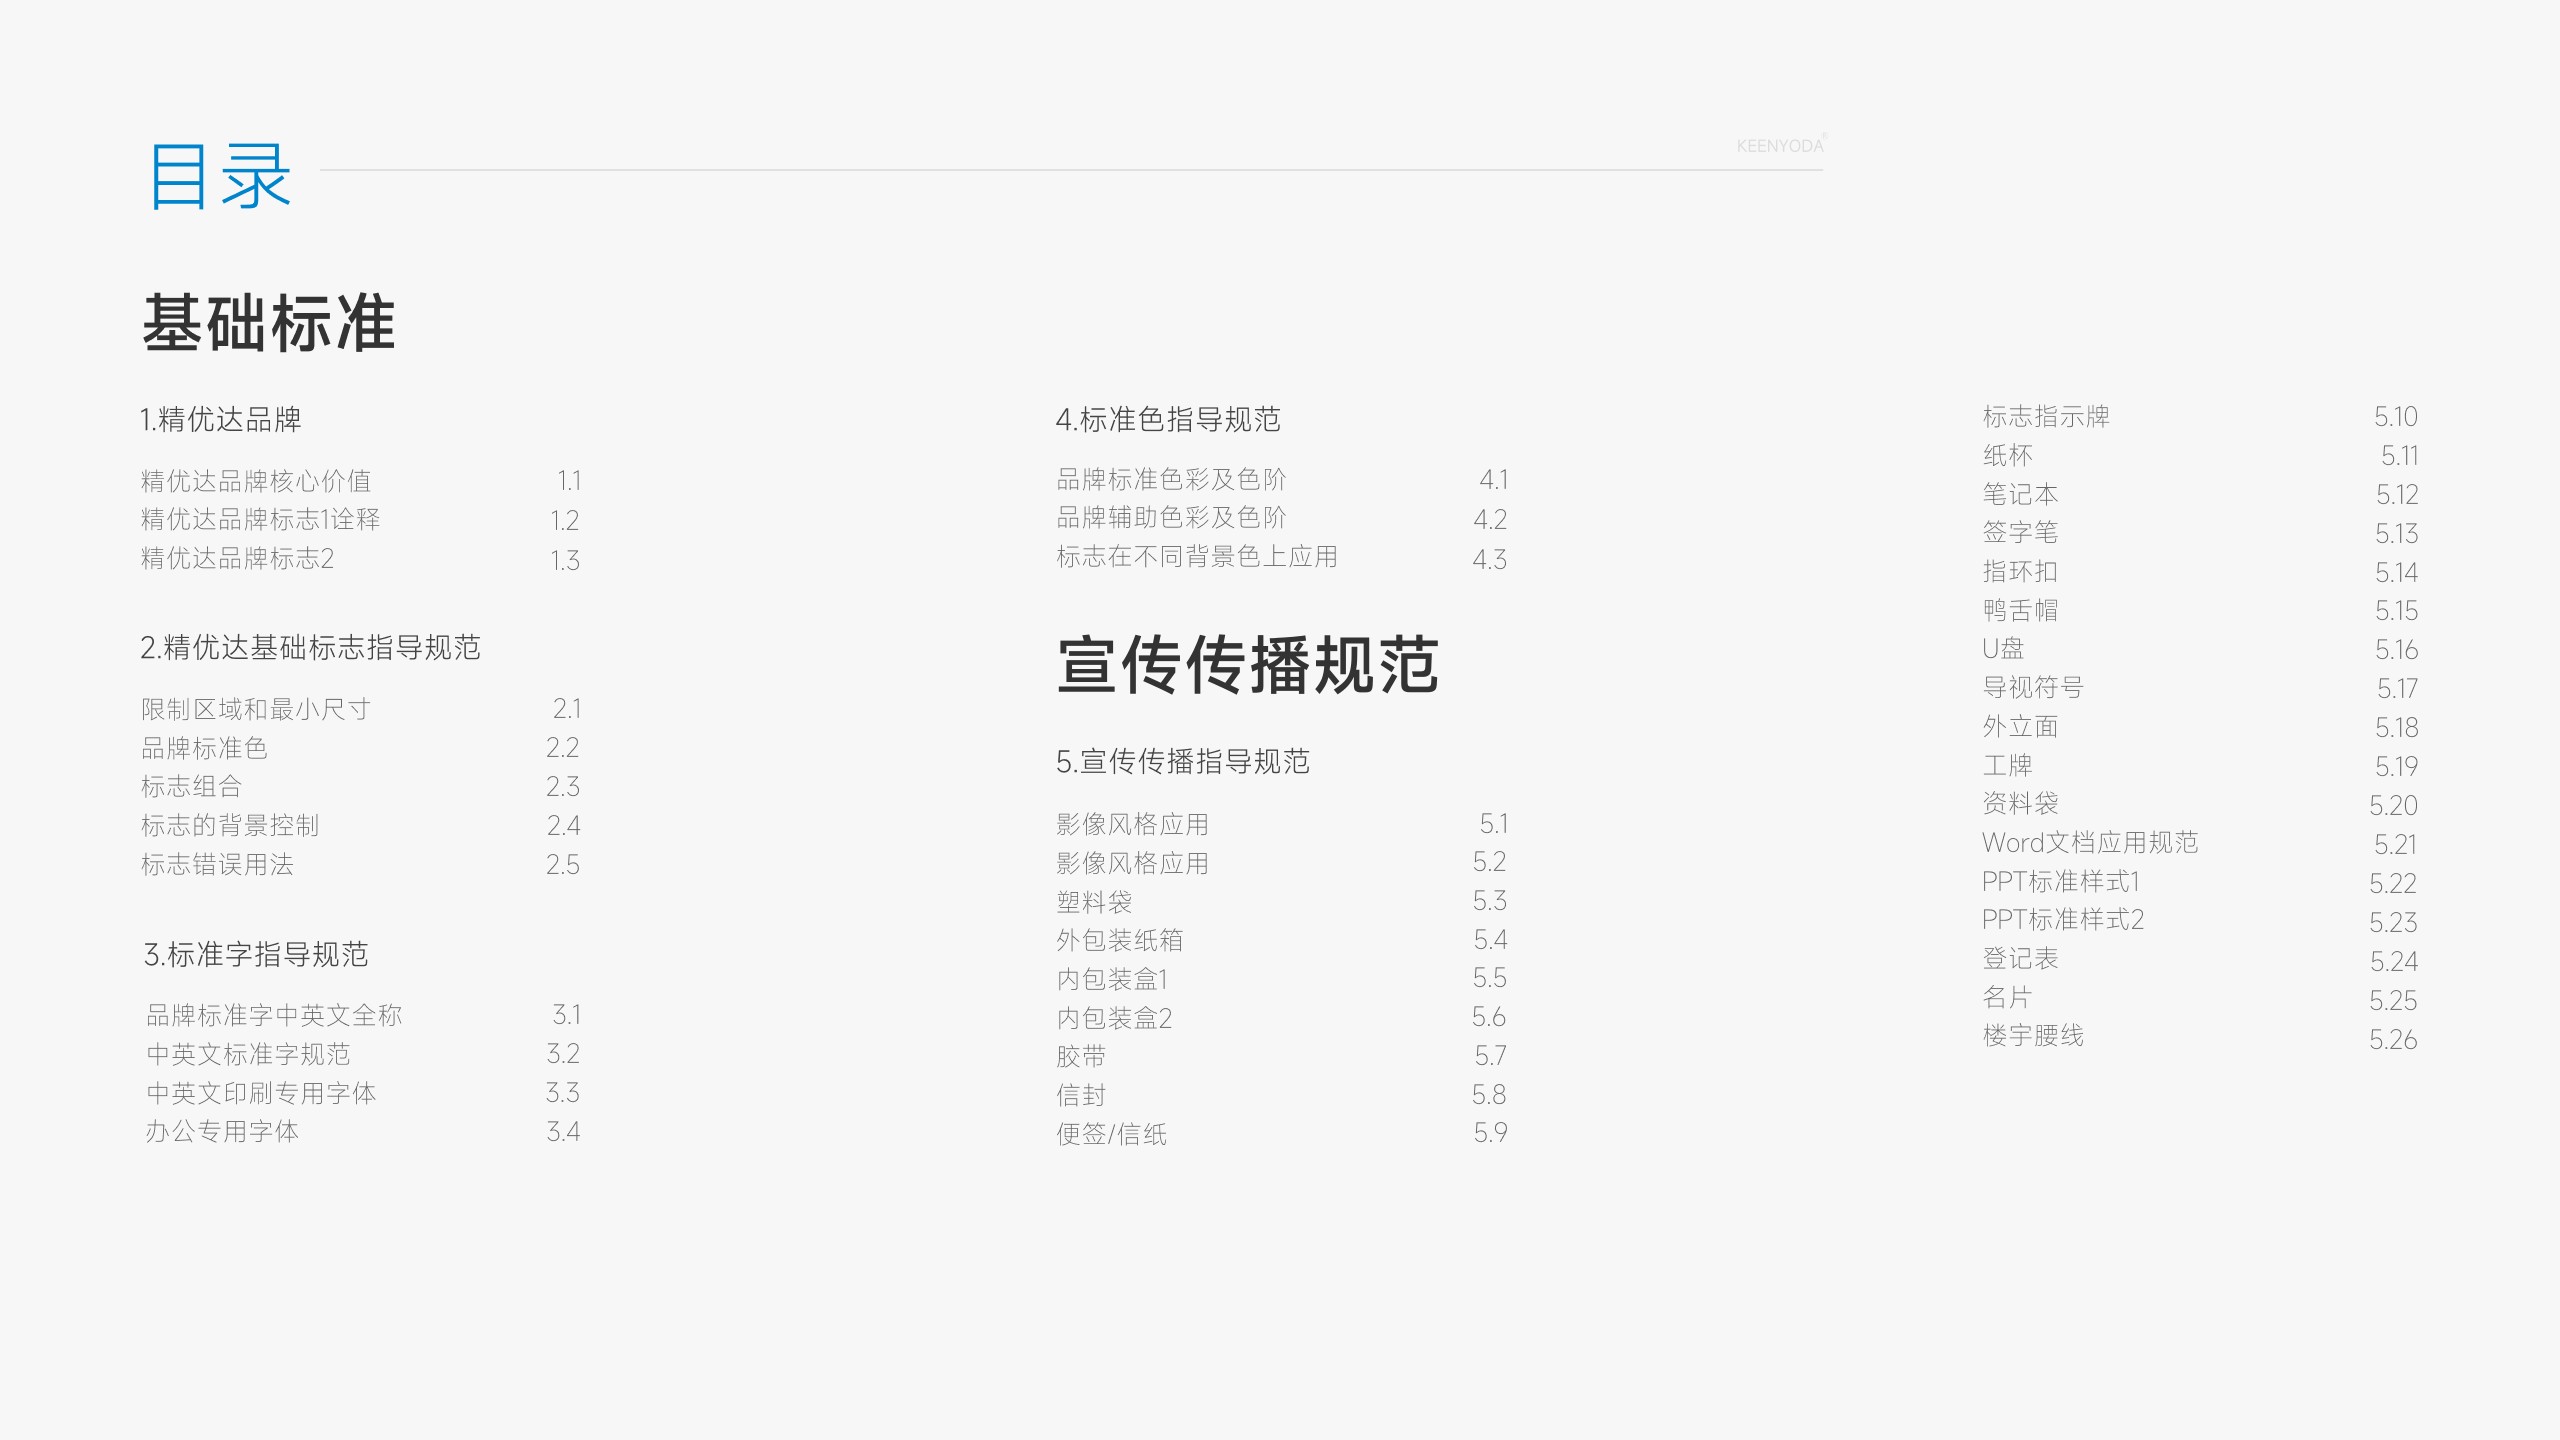 目录
KEENYODA®
基础标准
1.精优达品牌
精优达品牌核心价值 1.1
精优达品牌标志1诠释 1.2
精优达品牌标志2 1.3
2.精优达基础标志指导规范
限制区域和最小尺寸 2.1
品牌标准色 2.2
标志组合 2.3
标志的背景控制 2.4
标志错误用法 2.5
3.标准字指导规范
品牌标准字中英文全称 3.1
中英文标准字规范 3.2
中英文印刷专用字体 3.3
办公专用字体 3.4
4.标准色指导规范
品牌标准色彩及色阶 4.1
品牌辅助色彩及色阶 4.2
标志在不同背景色上应用 4.3
宣传传播规范
5.宣传传播指导规范
影像风格应用 5.1
影像风格应用 5.2
塑料袋 5.3
外包装纸箱 5.4
内包装盒1 5.5
内包装盒2 5.6
胶带 5.7
信封 5.8
便签/信纸 5.9
标志指示牌 5.10
纸杯 5.11
笔记本 5.12
签字笔 5.13
指环扣 5.14
鸭舌帽 5.15
U盘 5.16
导视符号 5.17
外立面 5.18
工牌 5.19
资料袋 5.20
Word文档应用规范 5.21
PPT标准样式1 5.22
PPT标准样式2 5.23
登记表 5.24
名片 5.25
楼宇腰线 5.26